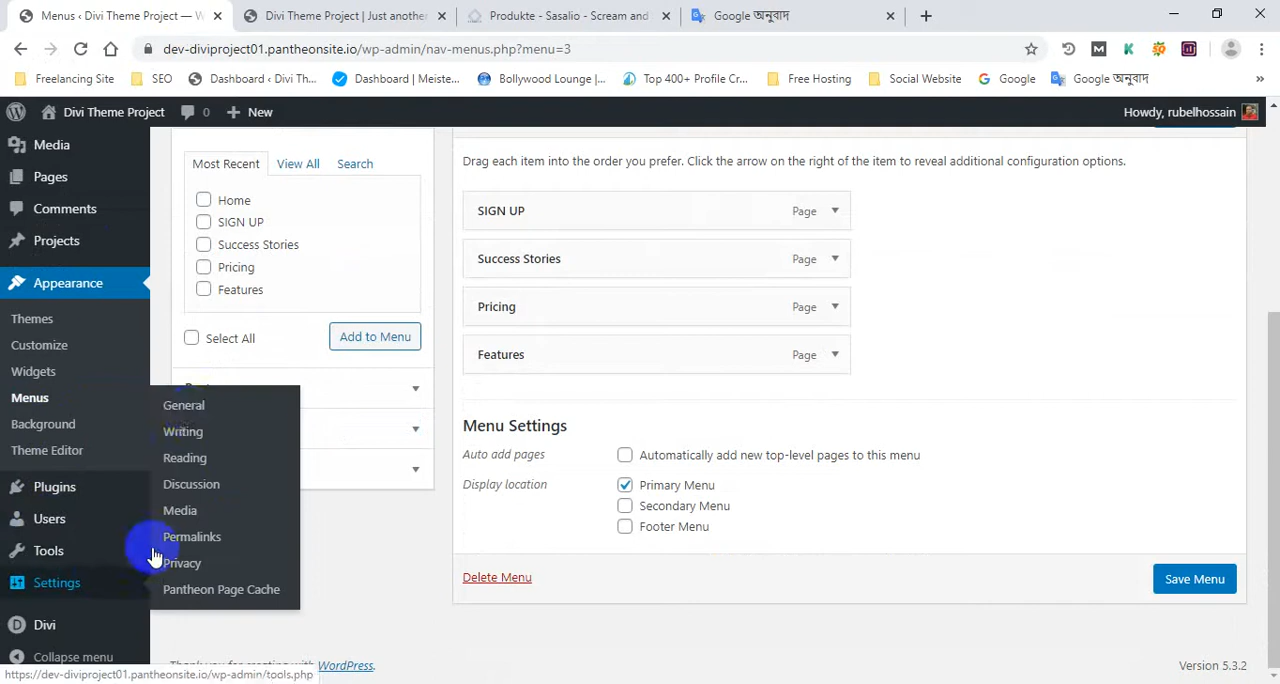 Menus ‹ Divi Theme Project — W
Divi Theme Project | Just another
Produkte - Sasalio - Scream and
Google অনুবাদ
dev-diviproject01.pantheonsite.io/wp-admin/nav-menus.php?menu=3
Freelancing Site
SEO
Dashboard ‹ Divi Th...
Dashboard | Meiste...
Bollywood Lounge |...
Top 400+ Profile Cr...
Free Hosting
Social Website
Google
Google অনুবাদ
»
Divi Theme Project
0
New
Howdy, rubelhossain
Media
Pages
Comments
Projects
Appearance
Themes
Customize
Widgets
Menus
Background
Theme Editor
Plugins
Users
Tools
Settings
Divi
Collapse menu
General
Writing
Reading
Discussion
Media
Permalinks
Privacy
Pantheon Page Cache
Most Recent
View All
Search
Home
SIGN UP
Success Stories
Pricing
Features
Select All
Add to Menu
Drag each item into the order you prefer. Click the arrow on the right of the item to reveal additional configuration options.
SIGN UP Page
Success Stories Page
Pricing Page
Features Page
Menu Settings
Auto add pages
Automatically add new top-level pages to this menu
Display location
Primary Menu
Secondary Menu
Footer Menu
Delete Menu
Save Menu
Thank you for creating with WordPress.
Version 5.3.2
https://dev-diviproject01.pantheonsite.io/wp-admin/tools.php